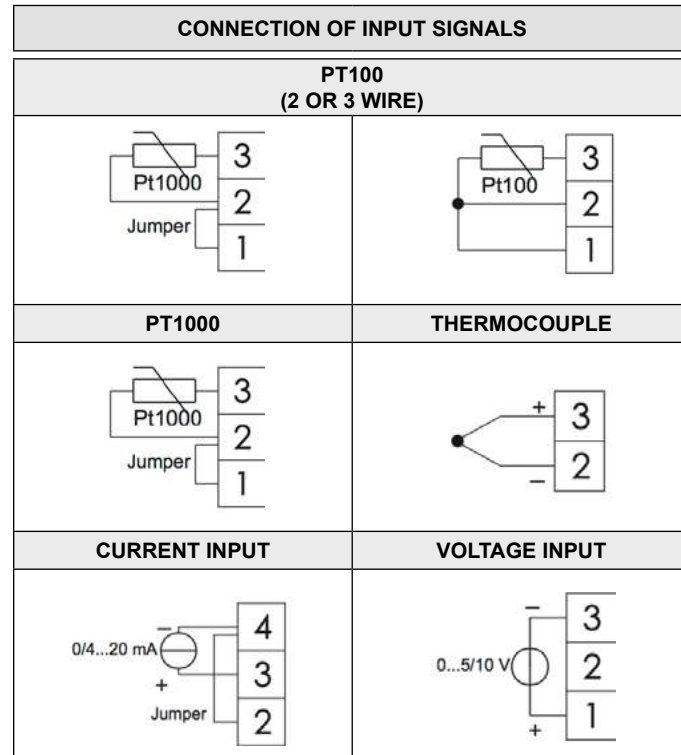 CONNECTION OF INPUT SIGNALS
PT100
(2 OR 3 WIRE)
Pt1000
3
2
Jumper
1
Pt100
3
2
1
PT1000
THERMOCOUPLE
Pt1000
3
2
Jumper
1
+
3
2
–
CURRENT INPUT
VOLTAGE INPUT
–
4
0/4...20 mA
3
+
Jumper
2
–
3
0...5/10 V
2
+
1